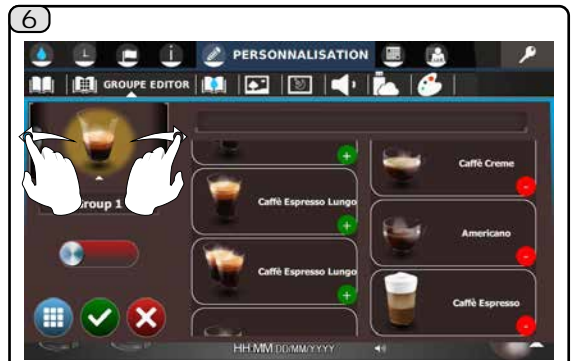 6
PERSONNALISATION
GROUPE EDITOR
Group 1
Caffè Espresso Lungo
Caffè Espresso Lungo
Caffè Creme
Americano
Caffè Espresso
HH:MM DD/MM/YYYY